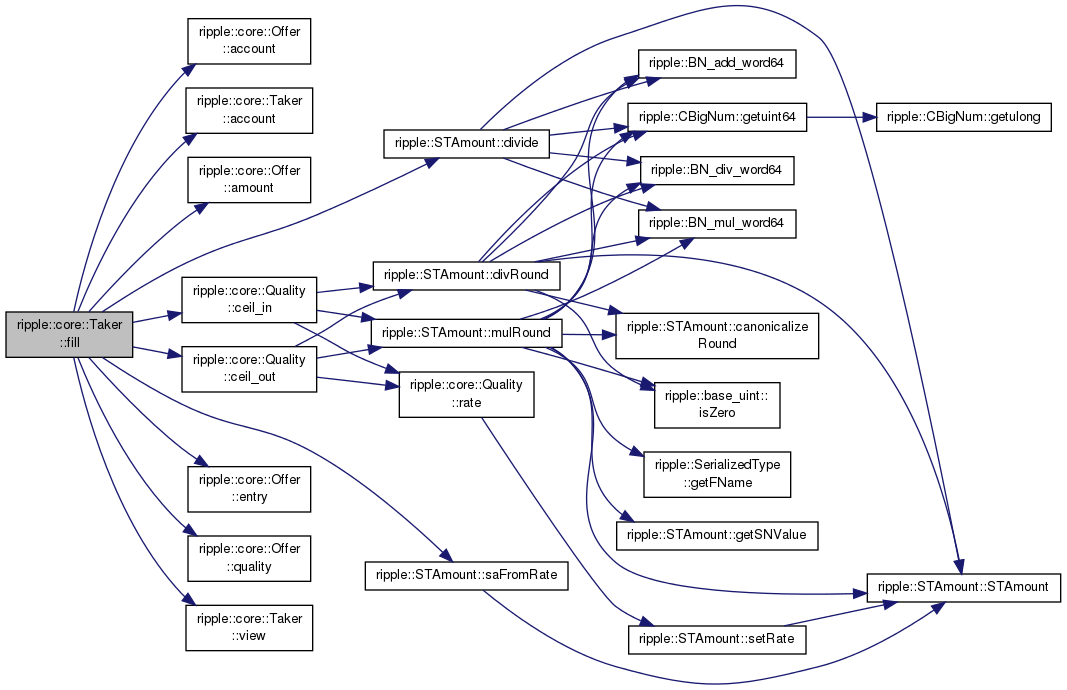 ripple::core::Taker
::fill
ripple::core::Offer
::account
ripple::core::Taker
::account
ripple::core::Offer
::amount
ripple::core::Quality
::ceil_in
ripple::core::Quality
::ceil_out
ripple::core::Offer
::entry
ripple::core::Offer
::quality
ripple::core::Taker
::view
ripple::STAmount::divide
ripple::STAmount::divRound
ripple::STAmount::mulRound
ripple::core::Quality
::rate
ripple::STAmount::saFromRate
ripple::BN_add_word64
ripple::CBigNum::getuint64
ripple::BN_div_word64
ripple::BN_mul_word64
ripple::STAmount::canonicalize
Round
ripple::base_uint::
isZero
ripple::SerializedType
::getFName
ripple::STAmount::getSNValue
ripple::STAmount::setRate
ripple::CBigNum::getulong
ripple::STAmount::STAmount